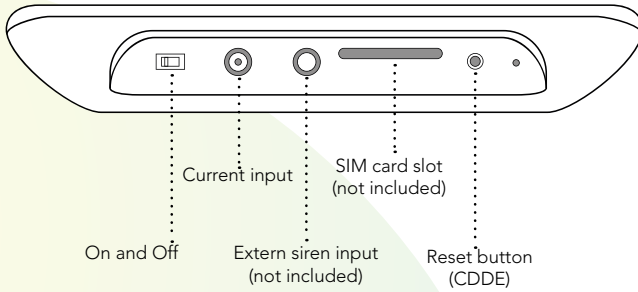 Current input
SIM card slot
(not included)
On and Off
Extern siren input
(not included)
Reset button
(CDDE)